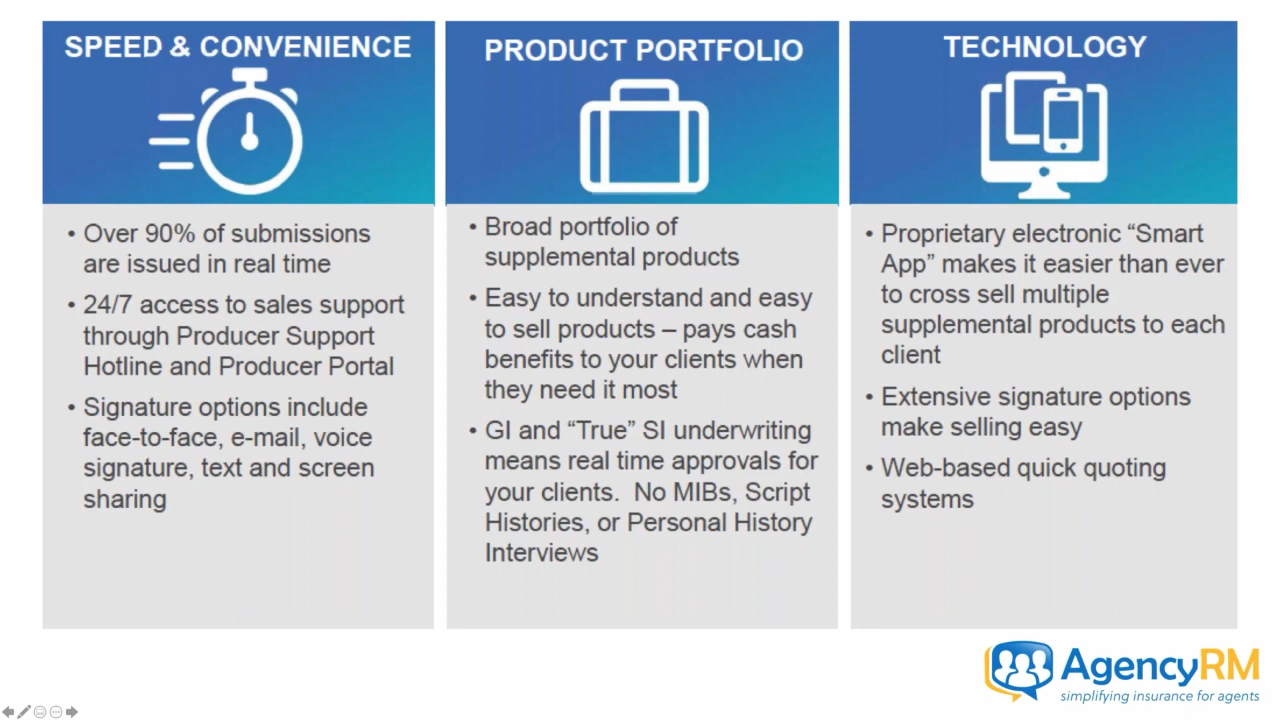 SPEED & CONVENIENCE
• Over 90% of submissions
are issued in real time
• 24/7 access to sales support
through Producer Support
Hotline and Producer Portal
• Signature options include
face-to-face, e-mail, voice
signature, text and screen
sharing
PRODUCT PORTFOLIO
• Broad portfolio of
supplemental products
• Easy to understand and easy
to sell products – pays cash
benefits to your clients when
they need it most
• GI and “True” SI underwriting
means real time approvals for
your clients.  No MIBs, Script
Histories, or Personal History
Interviews
TECHNOLOGY
• Proprietary electronic “Smart
App” makes it easier than ever
to cross sell multiple
supplemental products to each
client
• Extensive signature options
make selling easy
• Web-based quick quoting
systems
AgencyRM
simplifying insurance for agents